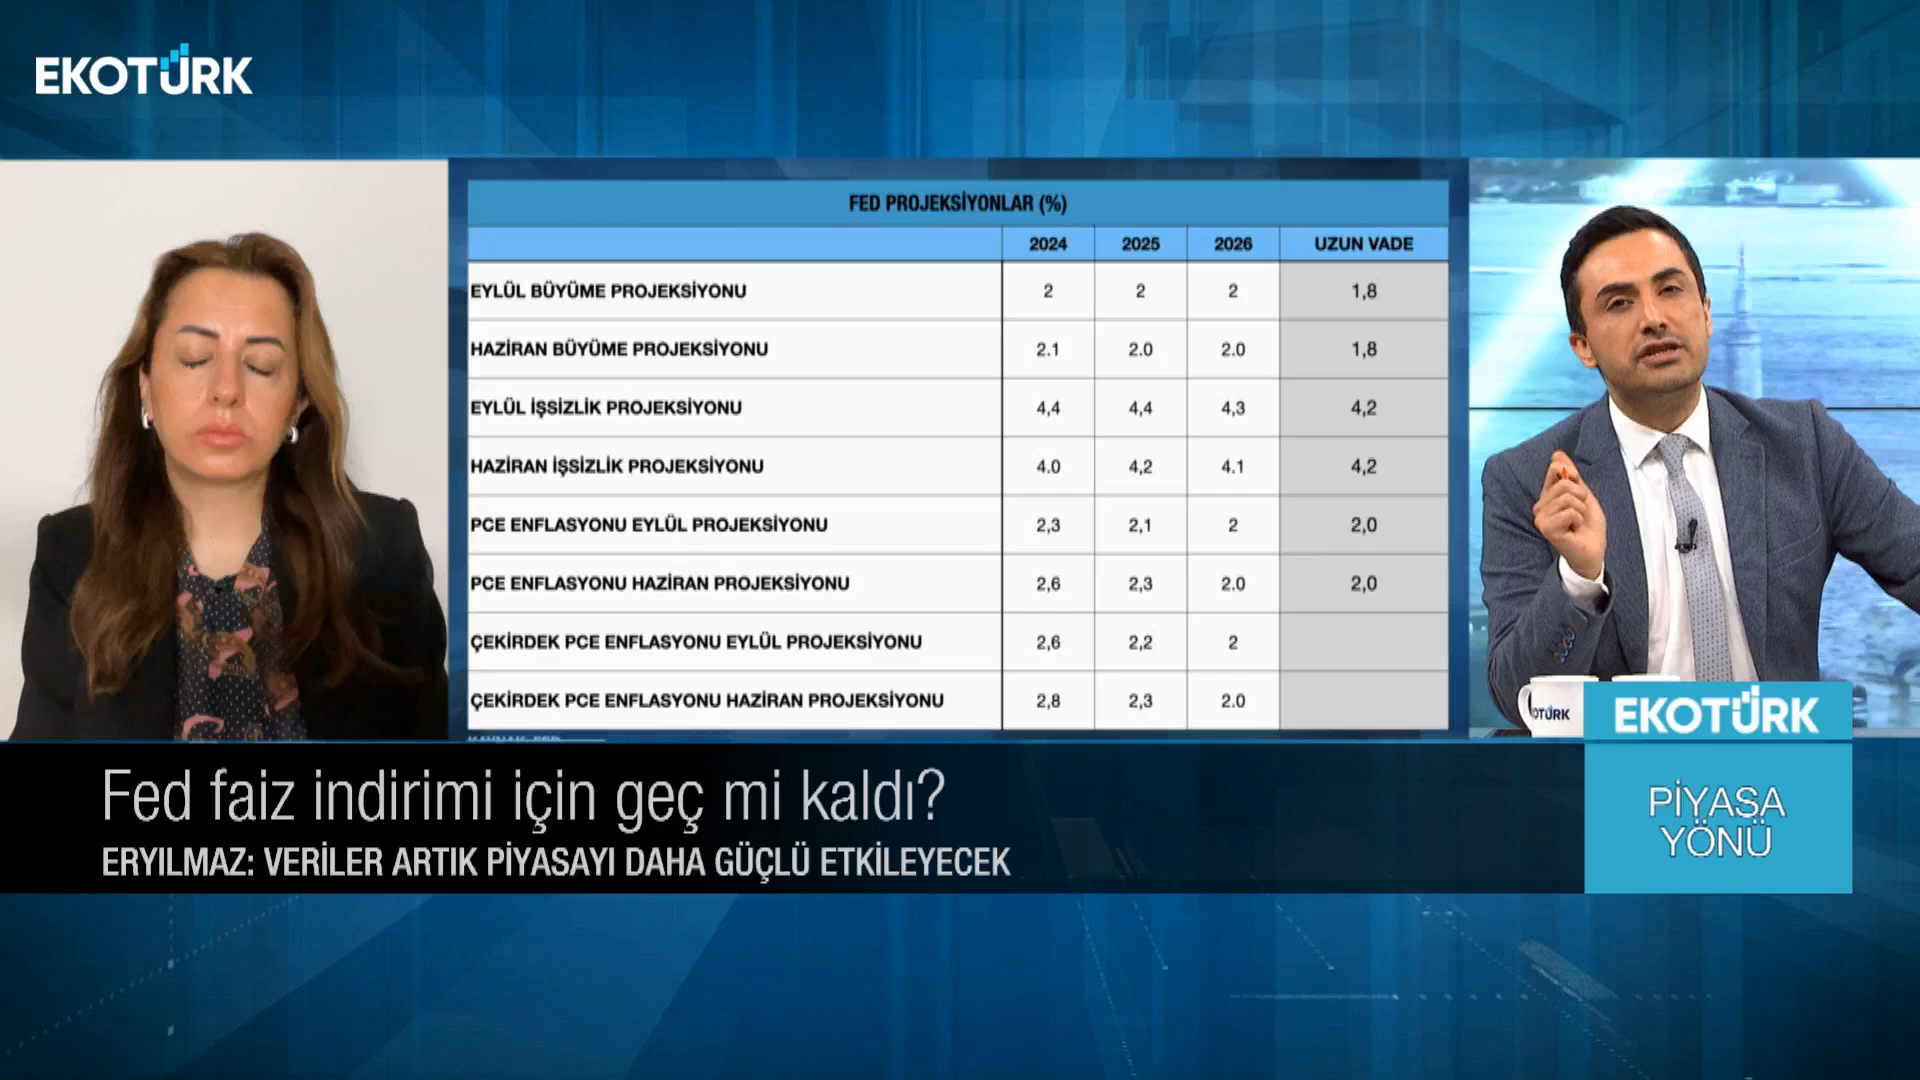 EKOTÜRK
FED PROJEKSİYONLAR (%)
2024 2025 2026 UZUN VADE
EYLÜL BÜYÜME PROJEKSİYONU 2 2 2 1,8
HAZİRAN BÜYÜME PROJEKSİYONU 2.1 2.0 2.0 1,8
EYLÜL İŞSİZLİK PROJEKSİYONU 4,4 4,4 4,3 4,2
HAZİRAN İŞSİZLİK PROJEKSİYONU 4.0 4,2 4.1 4,2
PCE ENFLASYONU EYLÜL PROJEKSİYONU 2,3 2,1 2 2,0
PCE ENFLASYONU HAZİRAN PROJEKSİYONU 2,6 2,3 2.0 2,0
ÇEKİRDEK PCE ENFLASYONU EYLÜL PROJEKSİYONU 2,6 2,2 2
ÇEKİRDEK PCE ENFLASYONU HAZİRAN PROJEKSİYONU 2,8 2,3 2.0
EKOTÜRK
Fed faiz indirimi için geç mi kaldı?
ERYILMAZ: VERİLER ARTIK PİYASAYI DAHA GÜÇLÜ ETKİLEYECEK
PİYASA
YÖNÜ